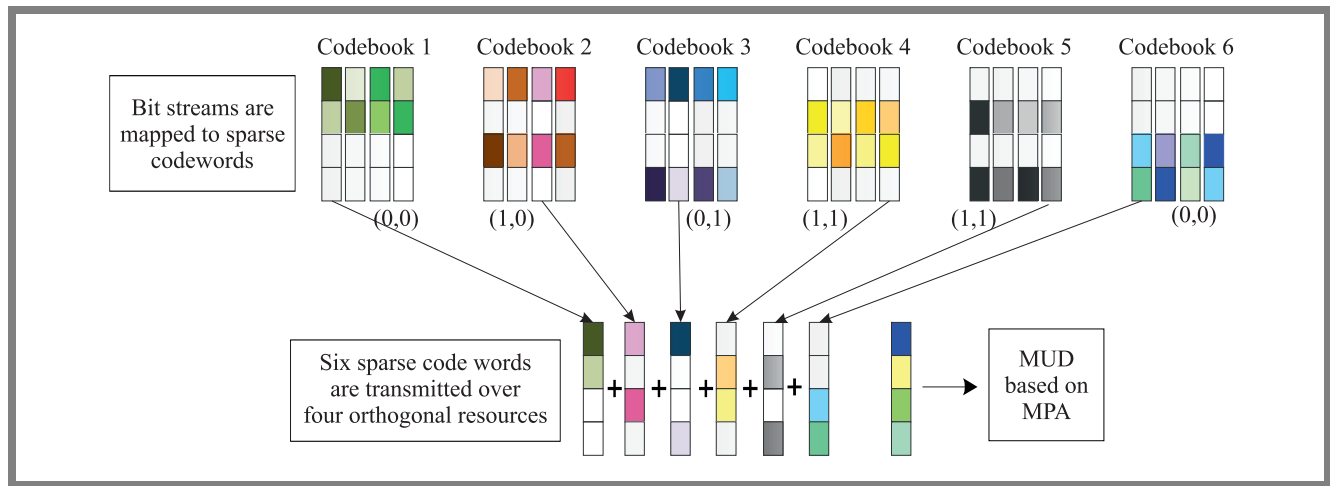 Codebook 1 Codebook 2 Codebook 3 Codebook 4 Codebook 5 Codebook 6
Bit streams are
mapped to sparse
codewords
(0,0) (1,0) (0,1) (1,1) (1,1) (0,0)
Six sparse code words
are transmitted over
four orthogonal resources
+ + + + +
MUD
based on
MPA